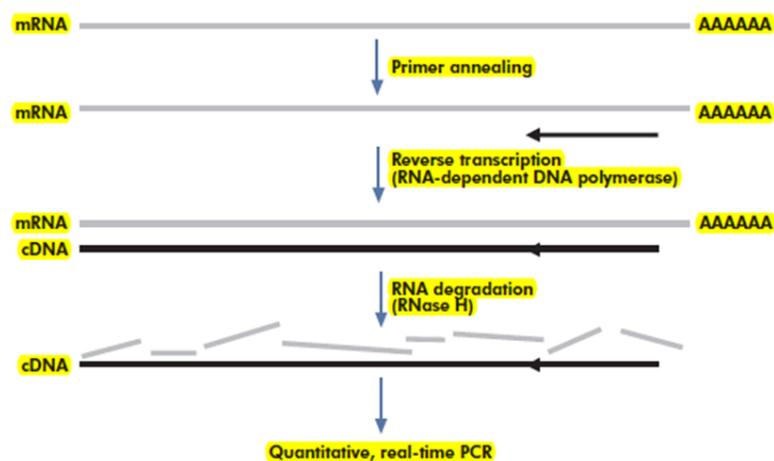 mRNA AAAAAA
Primer annealing
mRNA AAAAAA
Reverse transcription
(RNA-dependent DNA polymerase)
mRNA AAAAAA
cDNA
RNA degradation
(RNase H)
cDNA
Quantitative, real-time PCR